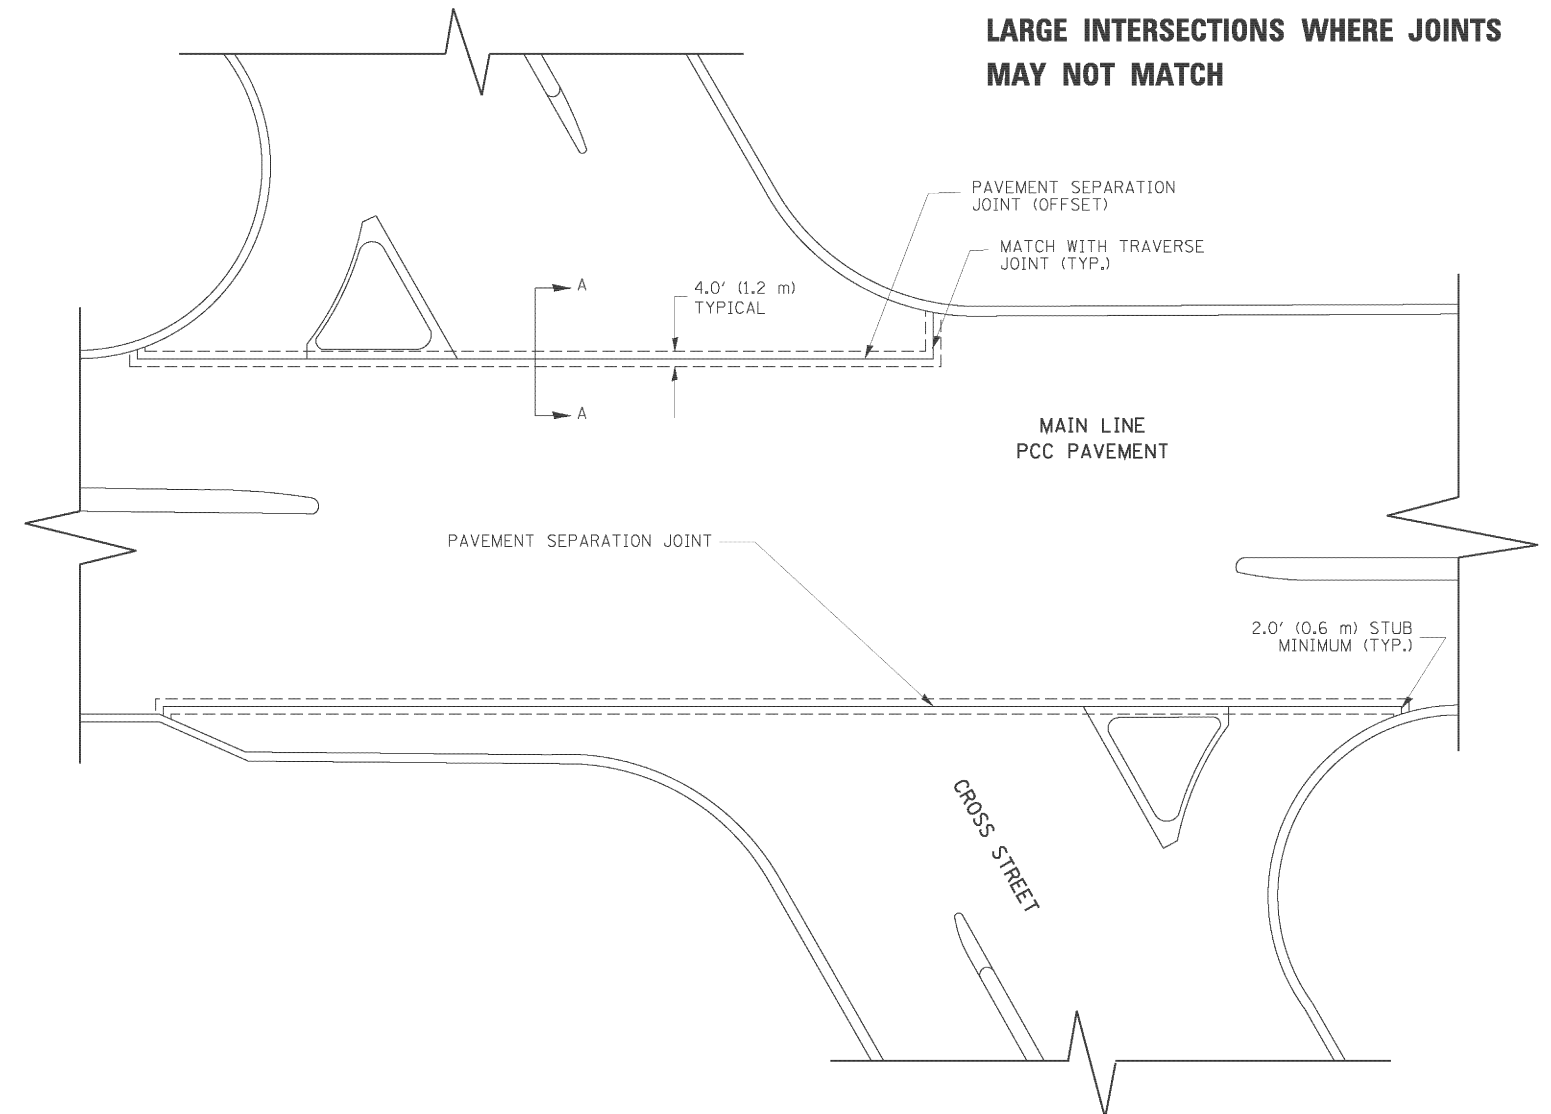 LARGE INTERSECTIONS WHERE JOINTS
MAY NOT MATCH
PAVEMENT SEPARATION
JOINT (OFFSET)
MATCH WITH TRAVERSE
JOINT (TYP.)
A
4.0' (1.2 m)
TYPICAL
A
MAIN LINE
PCC PAVEMENT
PAVEMENT SEPARATION JOINT
2.0' (0.6 m) STUB
MINIMUM (TYP.)
CROSS STREET